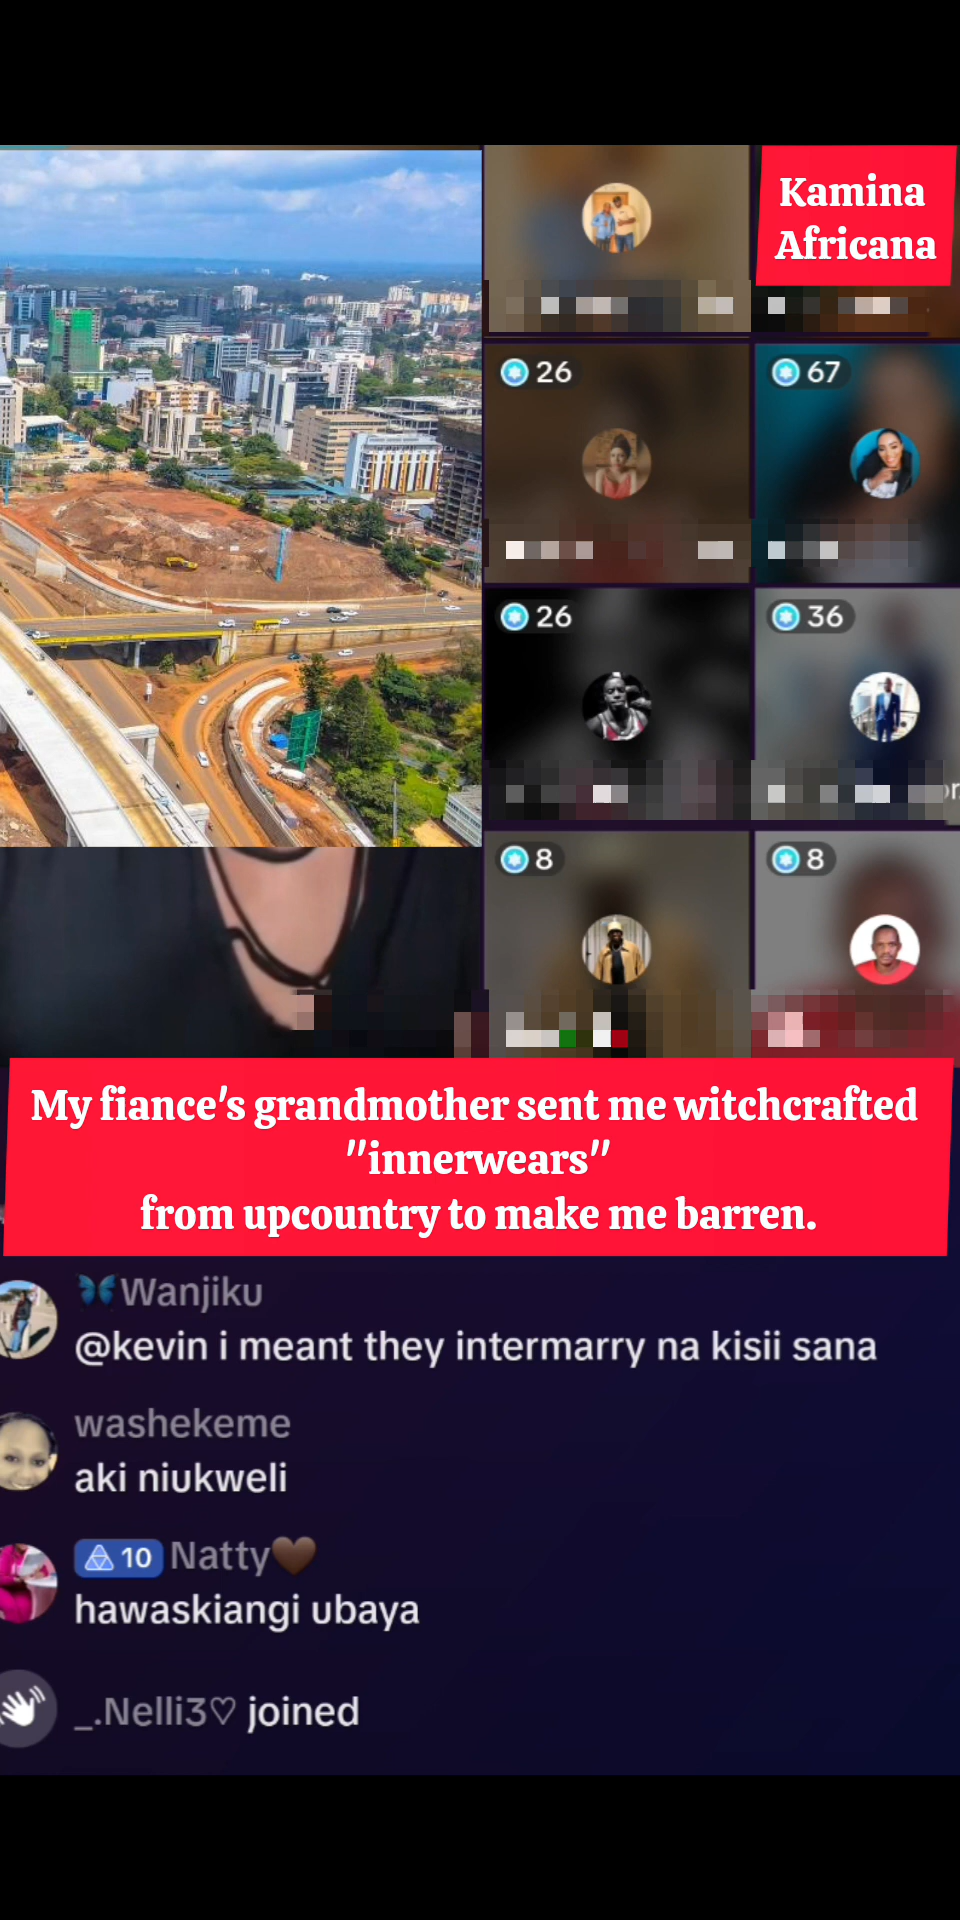 Kamina
Africana
26
67
26
36
8
8
My fiance's grandmother sent me witchcrafted
"innerwears"
from upcountry to make me barren.
Wanjiku
@kevin i meant they intermarry na kisii sana
washekeme
aki niukweli
10 Natty
hawaskiangi ubaya
_.Nelli3♡ joined